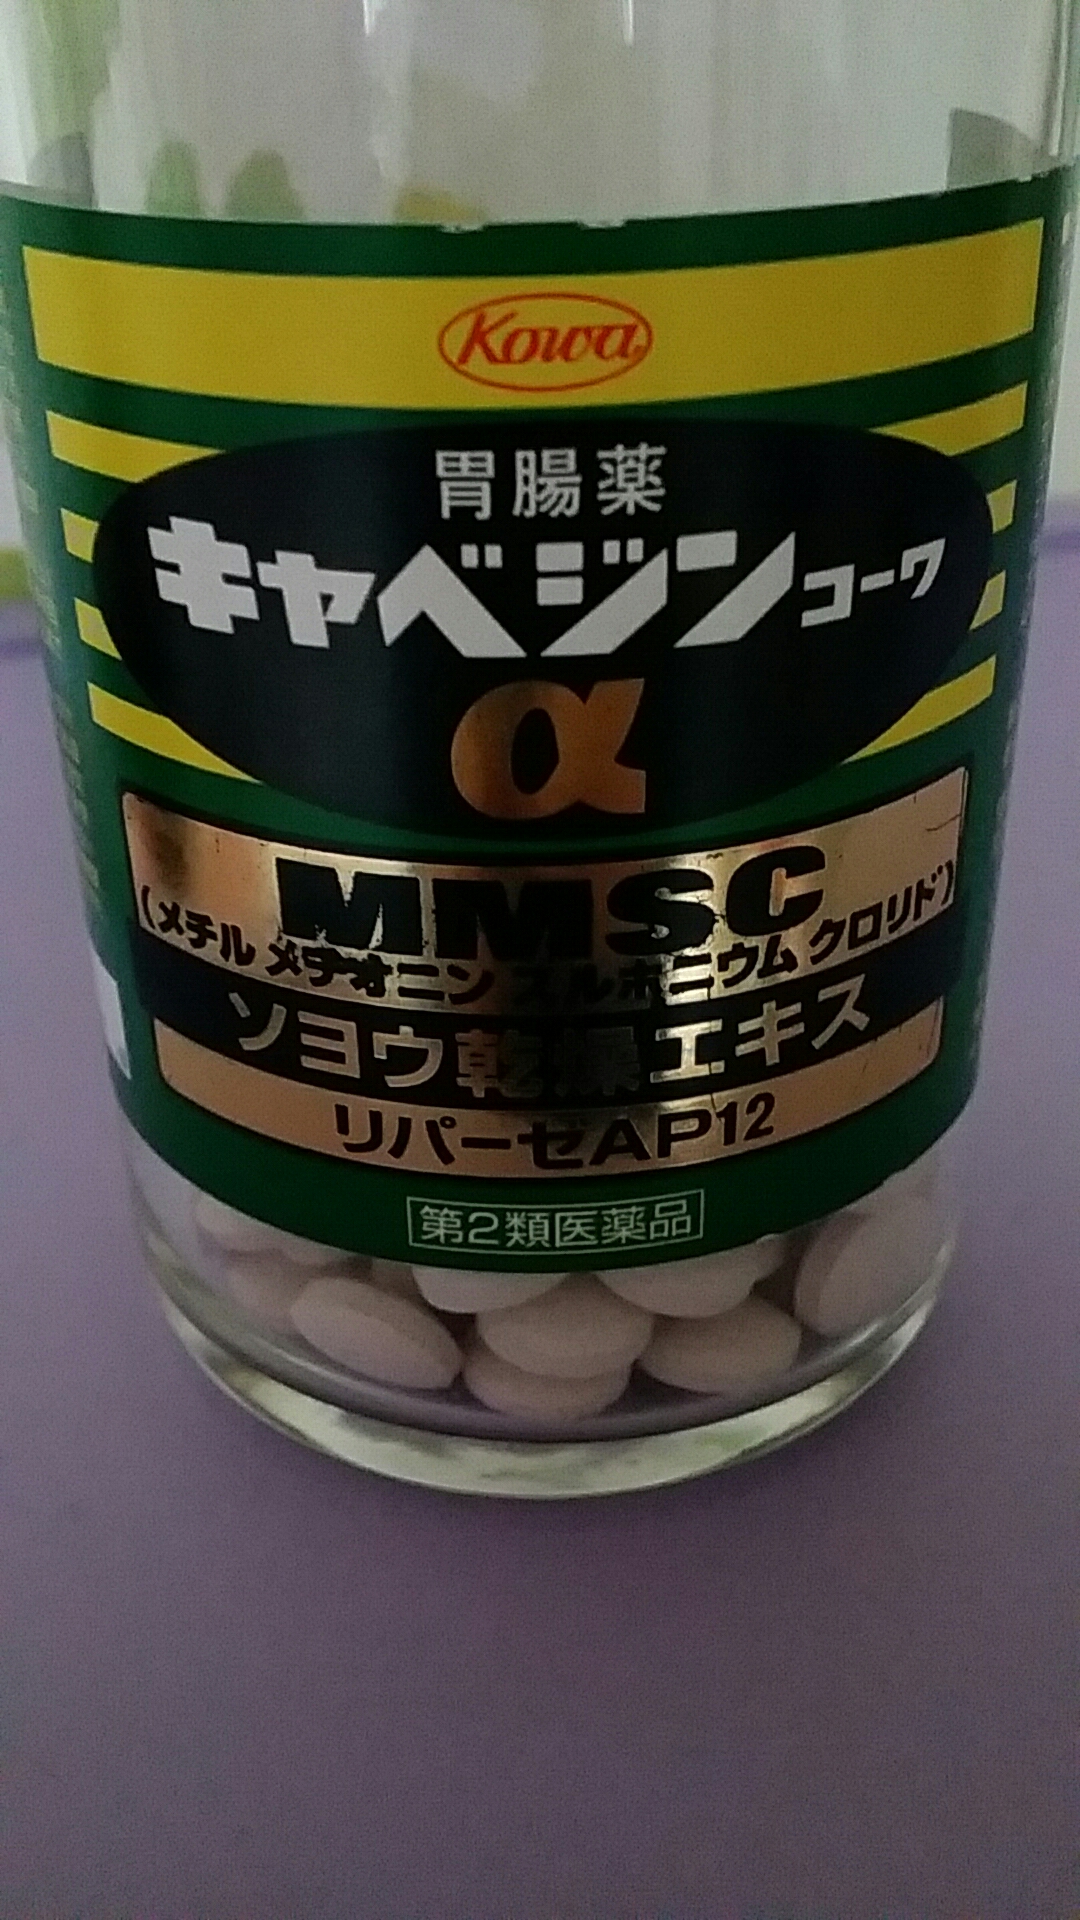 Kowa
胃腸薬
キャベジンコーワ
α
MMSC
(メチル メチオニン スルホニウム クロリド)
ソヨウ乾燥エキス
リパーゼAP12
第2類医薬品